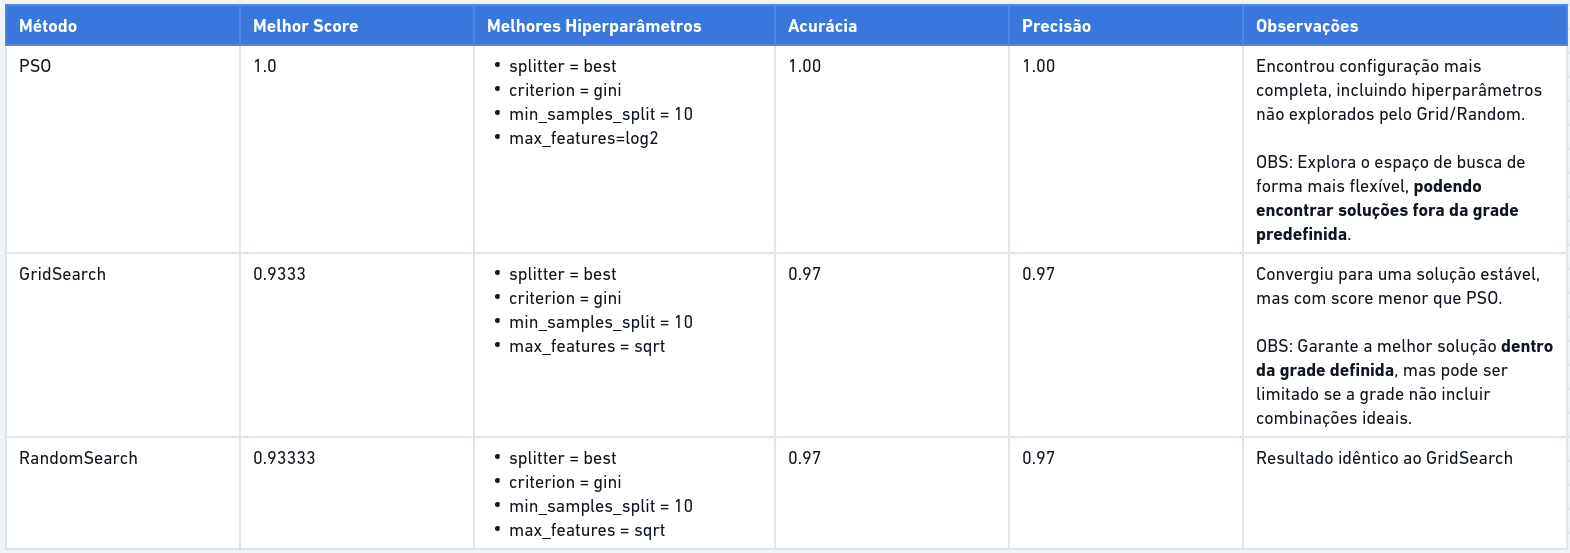 Método Melhor Score Melhores Hiperparâmetros Acurácia Precisão Observações
PSO
1.0
• splitter = best
• criterion = gini
• min_samples_split = 10
• max_features=log2
1.00
1.00
Encontrou configuração mais
completa, incluindo hiperparâmetros
não explorados pelo Grid/Random.
OBS: Explora o espaço de busca de
forma mais flexível, podendo
encontrar soluções fora da grade
predefinida.
GridSearch
0.9333
• splitter = best
• criterion = gini
• min_samples_split = 10
• max_features = sqrt
0.97
0.97
Convergiu para uma solução estável,
mas com score menor que PSO.
OBS: Garante a melhor solução dentro
da grade definida, mas pode ser
limitado se a grade não incluir
combinações ideais.
RandomSearch
0.93333
• splitter = best
• criterion = gini
• min_samples_split = 10
• max_features = sqrt
0.97
0.97
Resultado idêntico ao GridSearch